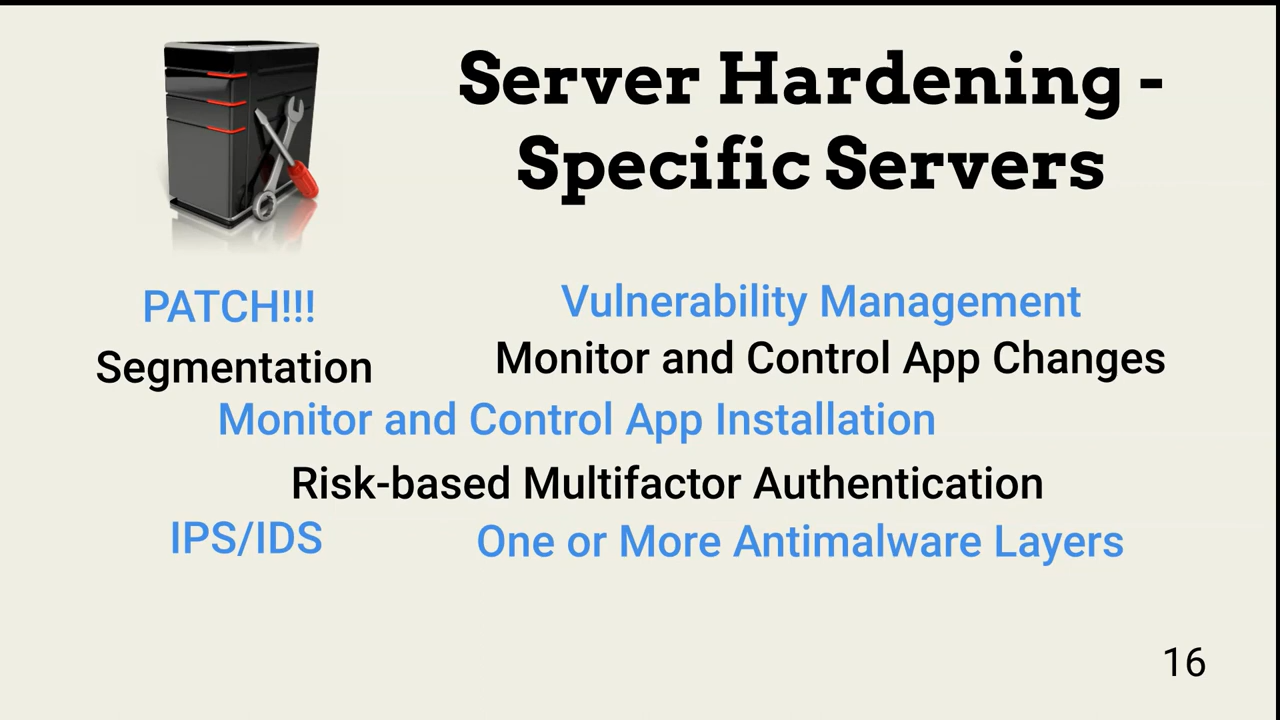 Server Hardening -
Specific Servers
PATCH!!!
Vulnerability Management
Segmentation
Monitor and Control App Changes
Monitor and Control App Installation
Risk-based Multifactor Authentication
IPS/IDS
One or More Antimalware Layers
16